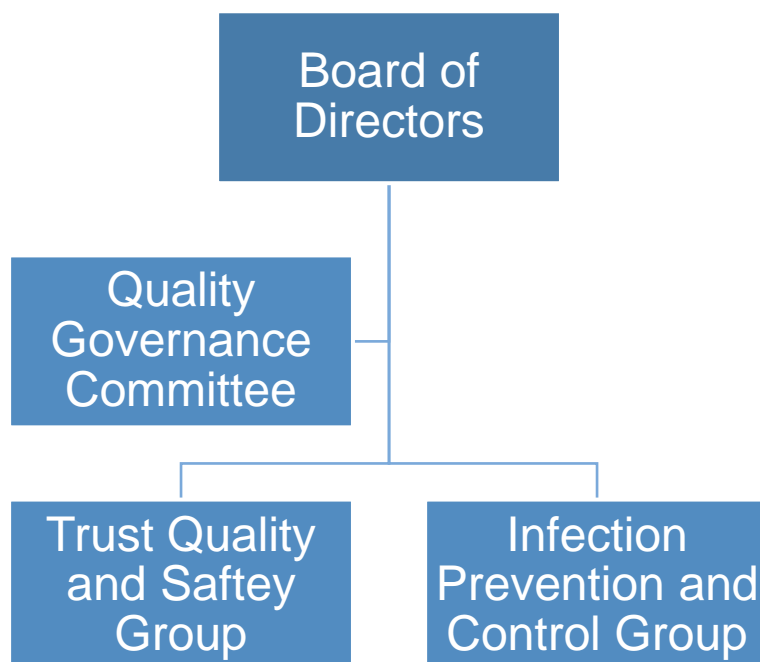 Board of
Directors
Quality
Governance
Committee
Trust Quality
and Saftey
Group
Infection
Prevention and
Control Group